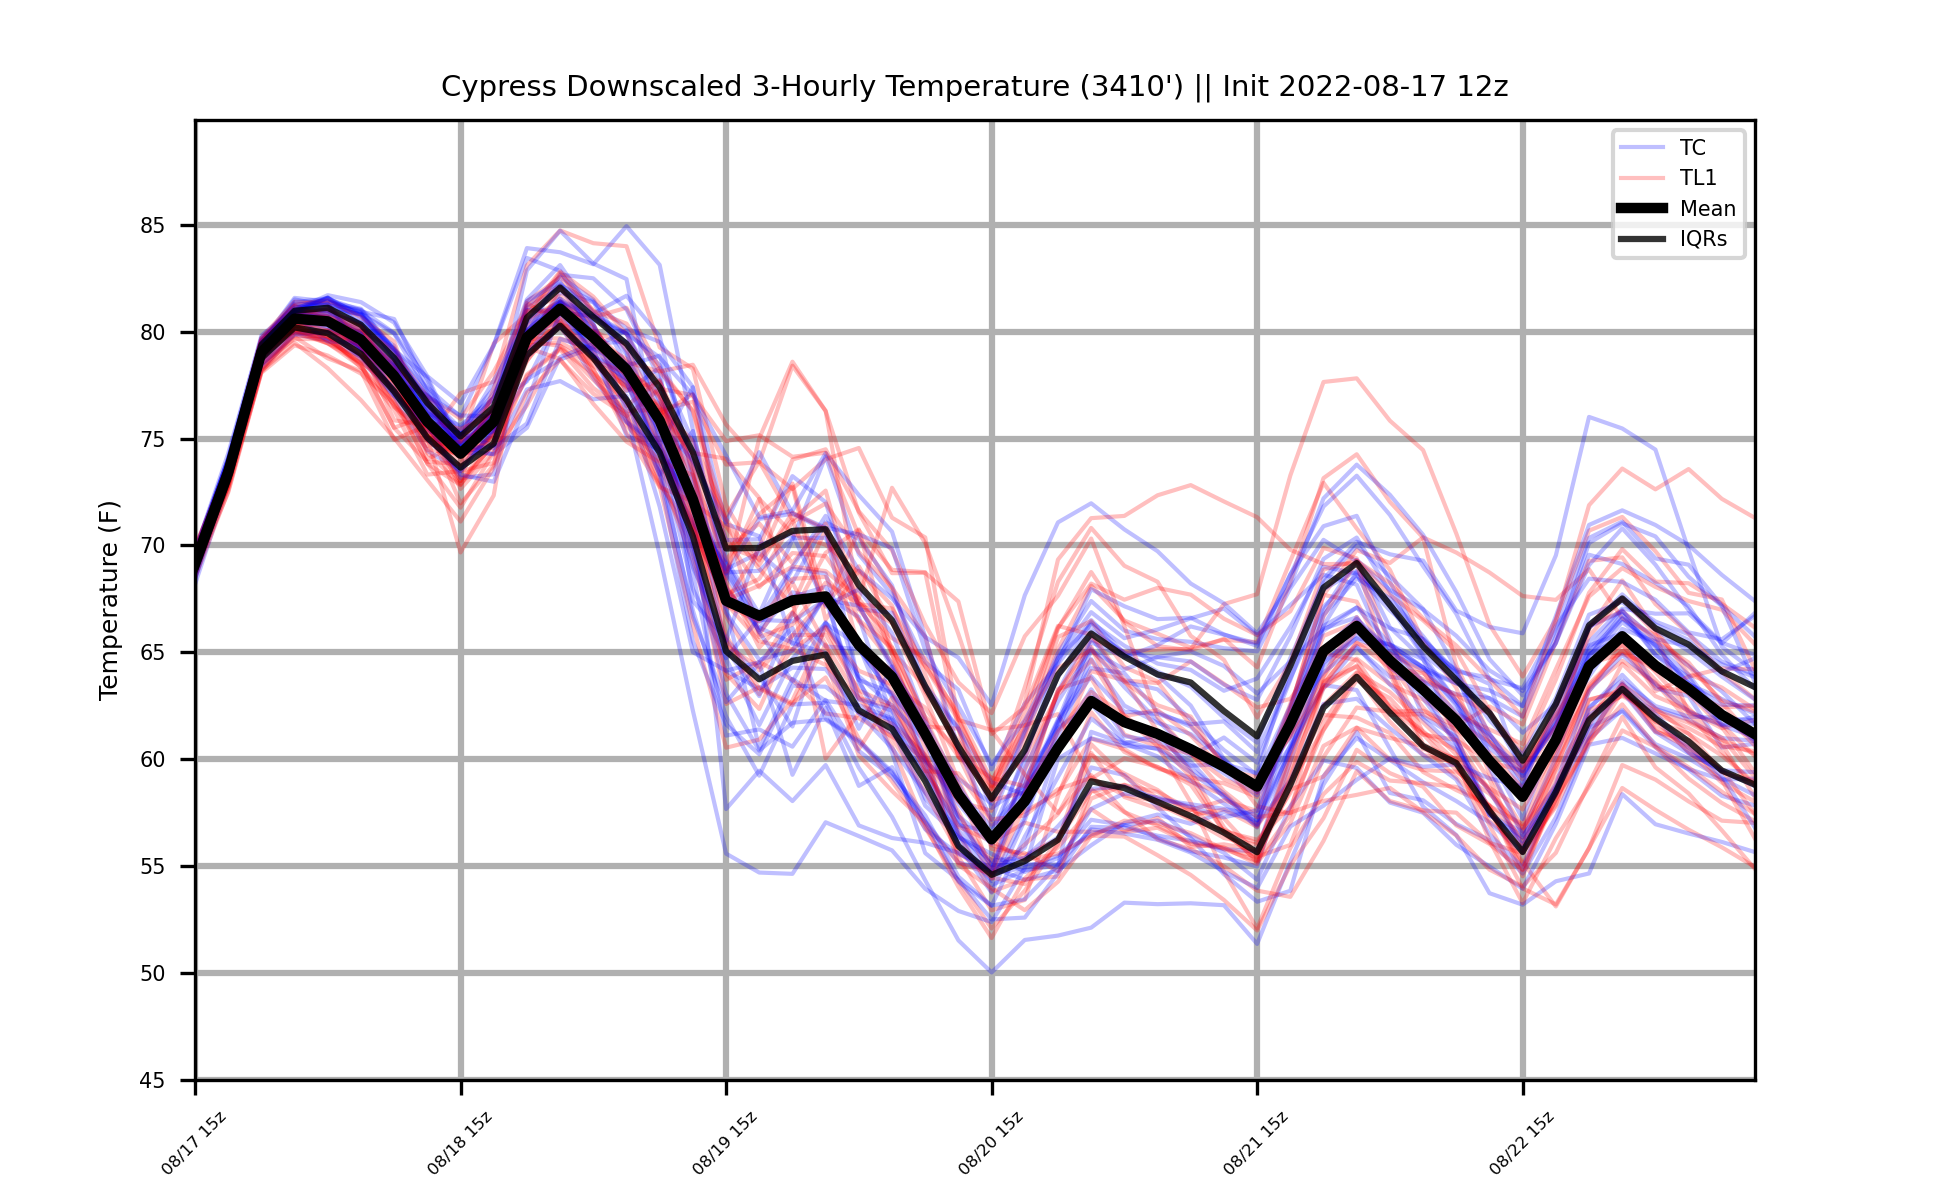 Cypress Downscaled 3-Hourly Temperature (3410') || Init 2022-08-17 12z
TC
TL1
Mean
IQRs
Temperature (F)
85
80
75
70
65
60
55
50
45
08/17 15z
08/18 15z
08/19 15z
08/20 15z
08/21 15z
08/22 15z